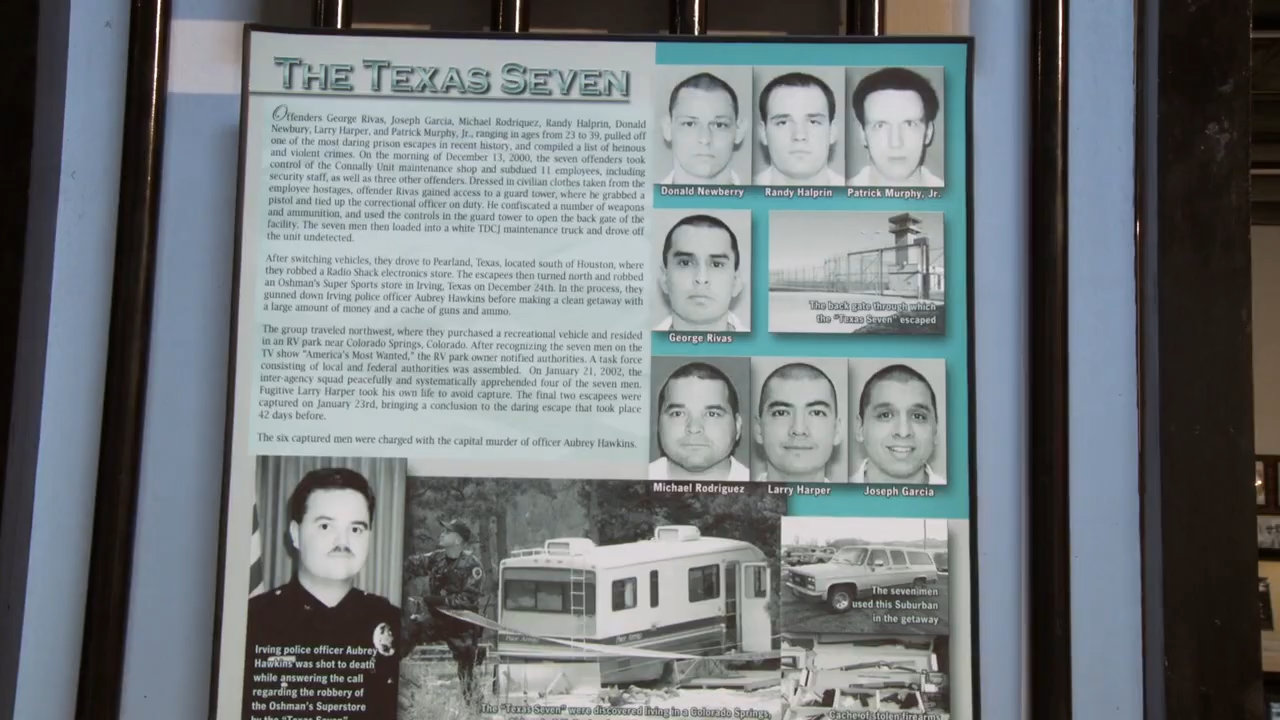 THE TEXAS SEVEN
Offenders George Rivas, Joseph Garcia, Michael Rodriquez, Randy Halprin, Donald
Newbury, Larry Harper, and Patrick Murphy, Jr., ranging in ages from 23 to 39, pulled off
one of the most daring prison escapes in recent history, and compiled a list of heinous
and violent crimes. On the morning of December 13, 2000, the seven offenders took
control of the Connally Unit maintenance shop and subdued 11 employees, including
security staff, as well as three other offenders. Dressed in civilian clothes taken from the
employee hostages, offender Rivas gained access to a guard tower, where he grabbed a
pistol and tied up the correctional officer on duty. He confiscated a number of weapons
and ammunition, and used the controls in the guard tower to open the back gate of the
facility. The seven men then loaded into a white TDCJ maintenance truck and drove off
the unit undetected.
After switching vehicles, they drove to Pearland, Texas, located south of Houston, where
they robbed a Radio Shack electronics store. The escapees then turned north and robbed
an Oshman's Super Sports store in Irving, Texas on December 24th. In the process, they
gunned down Irving police officer Aubrey Hawkins before making a clean getaway with
a large amount of money and a cache of guns and ammo.
The group traveled northwest, where they purchased a recreational vehicle and resided
in an RV park near Colorado Springs, Colorado. After recognizing the seven men on the
TV show "America's Most Wanted," the RV park owner notified authorities. A task force
consisting of local and federal authorities was assembled. On January 21, 2002, the
inter-agency squad peacefully and systematically apprehended four of the seven men.
Fugitive Larry Harper took his own life to avoid capture. The final two escapees were
captured on January 23rd, bringing a conclusion to the daring escape that took place
42 days before.
The six captured men were charged with the capital murder of officer Aubrey Hawkins.
Donald Newberry
Randy Halprin
Patrick Murphy, Jr.
George Rivas
The back gate through which
the "Texas Seven" escaped
Michael Rodriguez
Larry Harper
Joseph Garcia
Irving police officer Aubrey
Hawkins was shot to death
while answering the call
regarding the robbery of
the Oshman's Superstore
by the "Texas Seven"
The "Texas Seven" were discovered living in a Colorado Springs,
The seven men
used this Suburban
in the getaway
Cache of stolen firearms